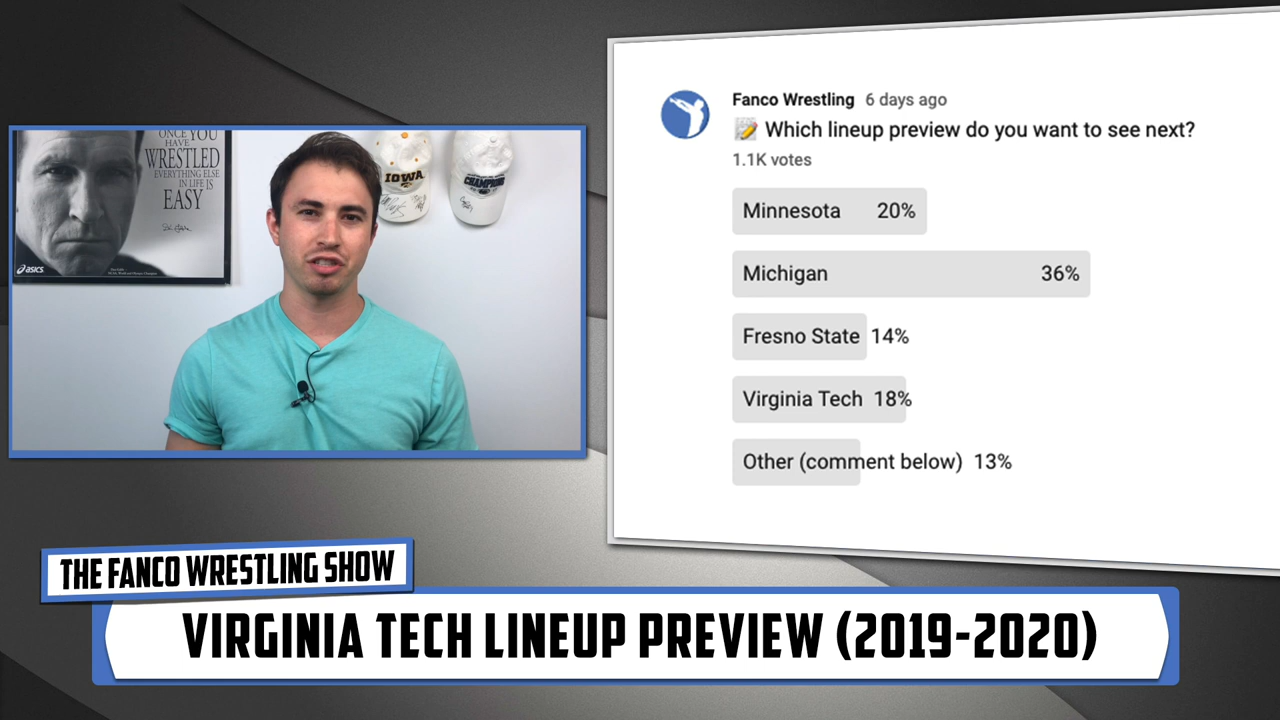 ONCE YOU
HAVE
WRESTLED
EVERYTHING ELSE
IN LIFE IS
EASY
asics
IOWA
CHAMPIONS
Fanco Wrestling 6 days ago
📝 Which lineup preview do you want to see next?
1.1K votes
Minnesota 20%
Michigan 36%
Fresno State 14%
Virginia Tech 18%
Other (comment below) 13%
THE FANCO WRESTLING SHOW
VIRGINIA TECH LINEUP PREVIEW (2019-2020)